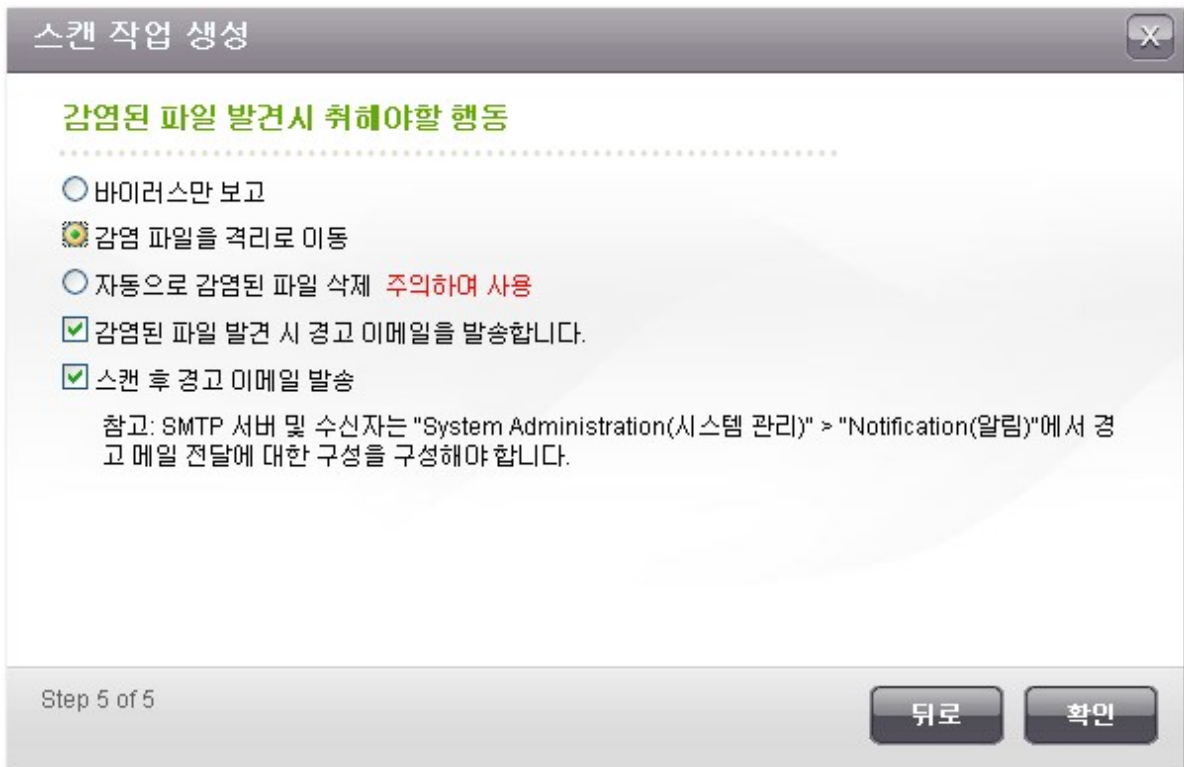 스캔 작업 생성
X
감염된 파일 발견시 취해야할 행동
바이러스만 보고
감염 파일을 격리로 이동
자동으로 감염된 파일 삭제 주의하며 사용
감염된 파일 발견 시 경고 이메일을 발송합니다.
스캔 후 경고 이메일 발송
참고: SMTP 서버 및 수신자는 "System Administration(시스템 관리)" > "Notification(알림)"에서 경
고 메일 전달에 대한 구성을 구성해야 합니다.
Step 5 of 5
뒤로
확인